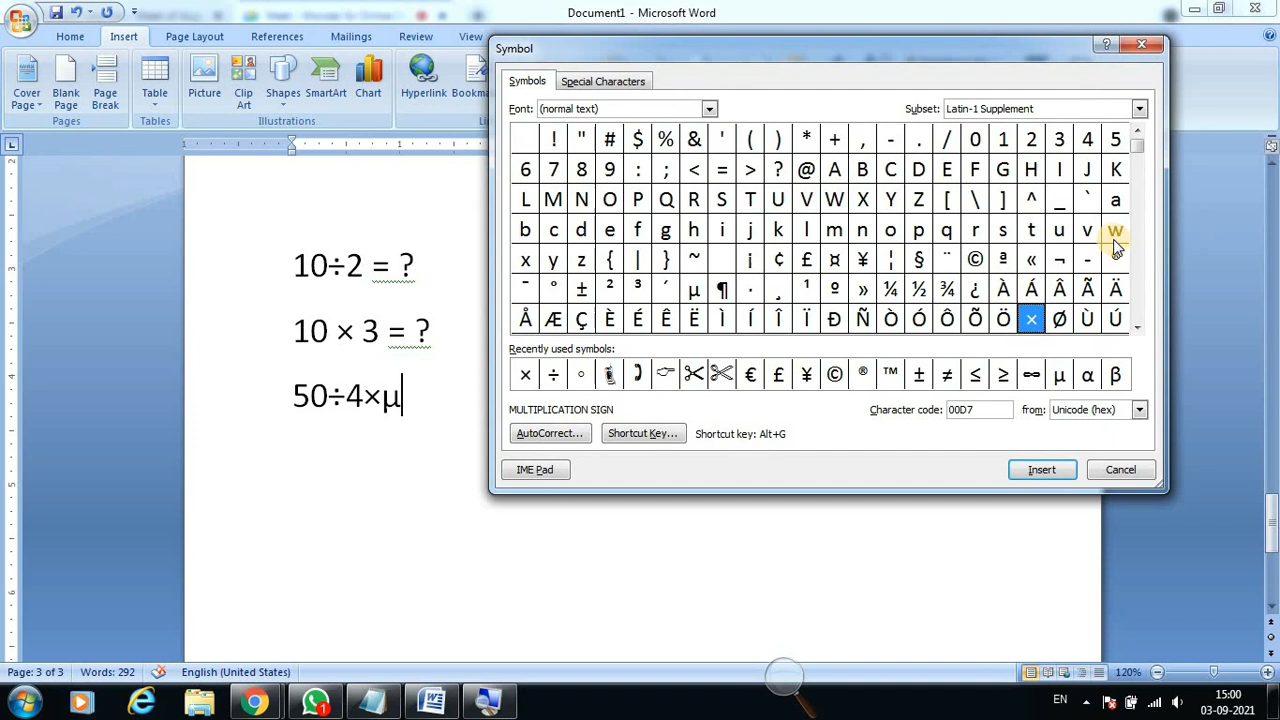 Document1 - Microsoft Word
Home Insert Page Layout References Mailings Review View
Cover Page Blank Page Page Break Table Picture Clip Art Shapes SmartArt Chart Hyperlink Bookma
Pages Tables Illustrations
Symbol
Symbols Special Characters
Font: (normal text) Subset: Latin-1 Supplement
! " # $ % & ' ( ) * + , - . / 0 1 2 3 4 5
6 7 8 9 : ; < = > ? @ A B C D E F G H I J K
L M N O P Q R S T U V W X Y Z [ \ ] ^ _ ` a
b c d e f g h i j k l m n o p q r s t u v w
x y z { | } ~ ¡ ¢ £ ¤ ¥ ¦ § ¨ © ª « ¬ -
¯ ° ± ² ³ ´ µ ¶ · ¸ ¹ º » ¼ ½ ¾ ¿ À Á Â Ã Ä
Å Æ Ç È É Ê Ë Ì Í Î Ï Ð Ñ Ò Ó Ô Õ Ö × Ø Ù Ú
Recently used symbols:
× ÷ ◦ € £ ¥ © ® ™ ± ≠ ≤ ≥ ∞ µ α β
MULTIPLICATION SIGN Character code: 00D7 from: Unicode (hex)
AutoCorrect... Shortcut Key... Shortcut key: Alt+G
IME Pad Insert Cancel
10÷2 = ?
10 × 3 = ?
50÷4×µ
Page: 3 of 3 Words: 292 English (United States) 120%
EN 15:00
03-09-2021